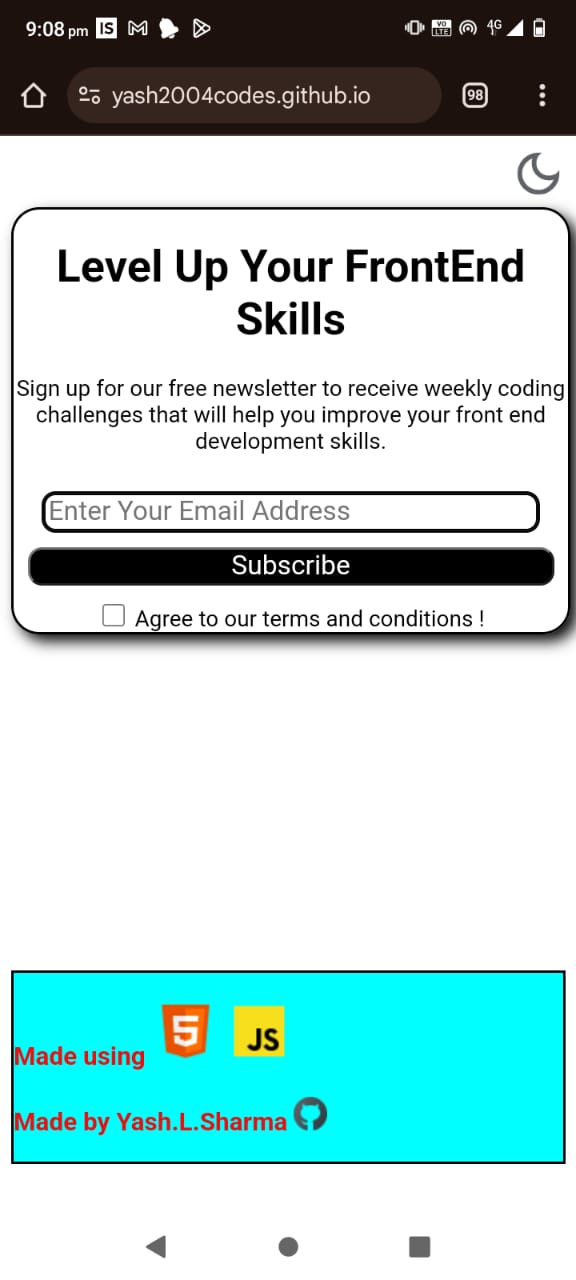 9:08 pm IS VO LTE 4G
yash2004codes.github.io 98
Level Up Your FrontEnd
Skills
Sign up for our free newsletter to receive weekly coding
challenges that will help you improve your front end
development skills.
Enter Your Email Address
Subscribe
Agree to our terms and conditions !
Made using 5 JS
Made by Yash.L.Sharma